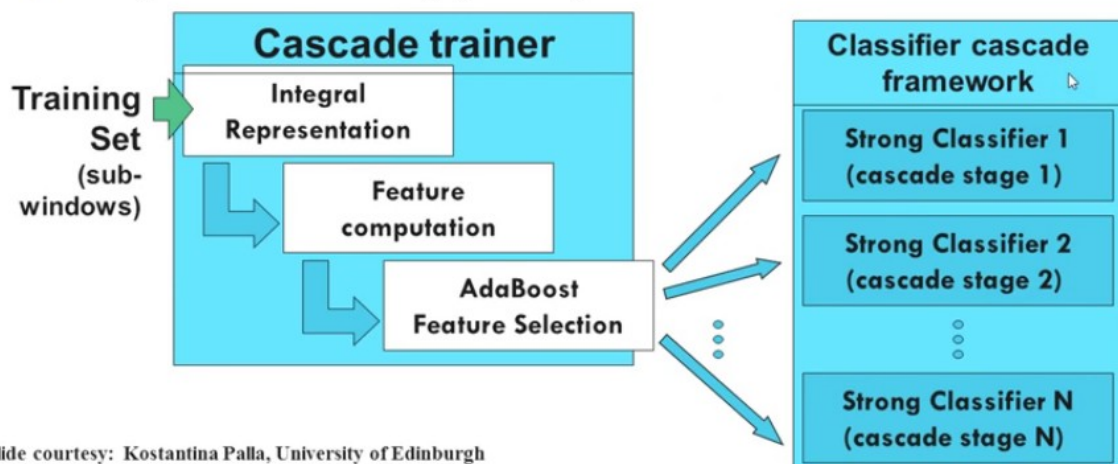 Cascade trainer
Training
Set
(sub-
windows)
Integral
Representation
Feature
computation
AdaBoost
Feature Selection
Classifier cascade
framework
Strong Classifier 1
(cascade stage 1)
Strong Classifier 2
(cascade stage 2)
Strong Classifier N
(cascade stage N)
lide courtesy: Kostantina Palla, University of Edinburgh